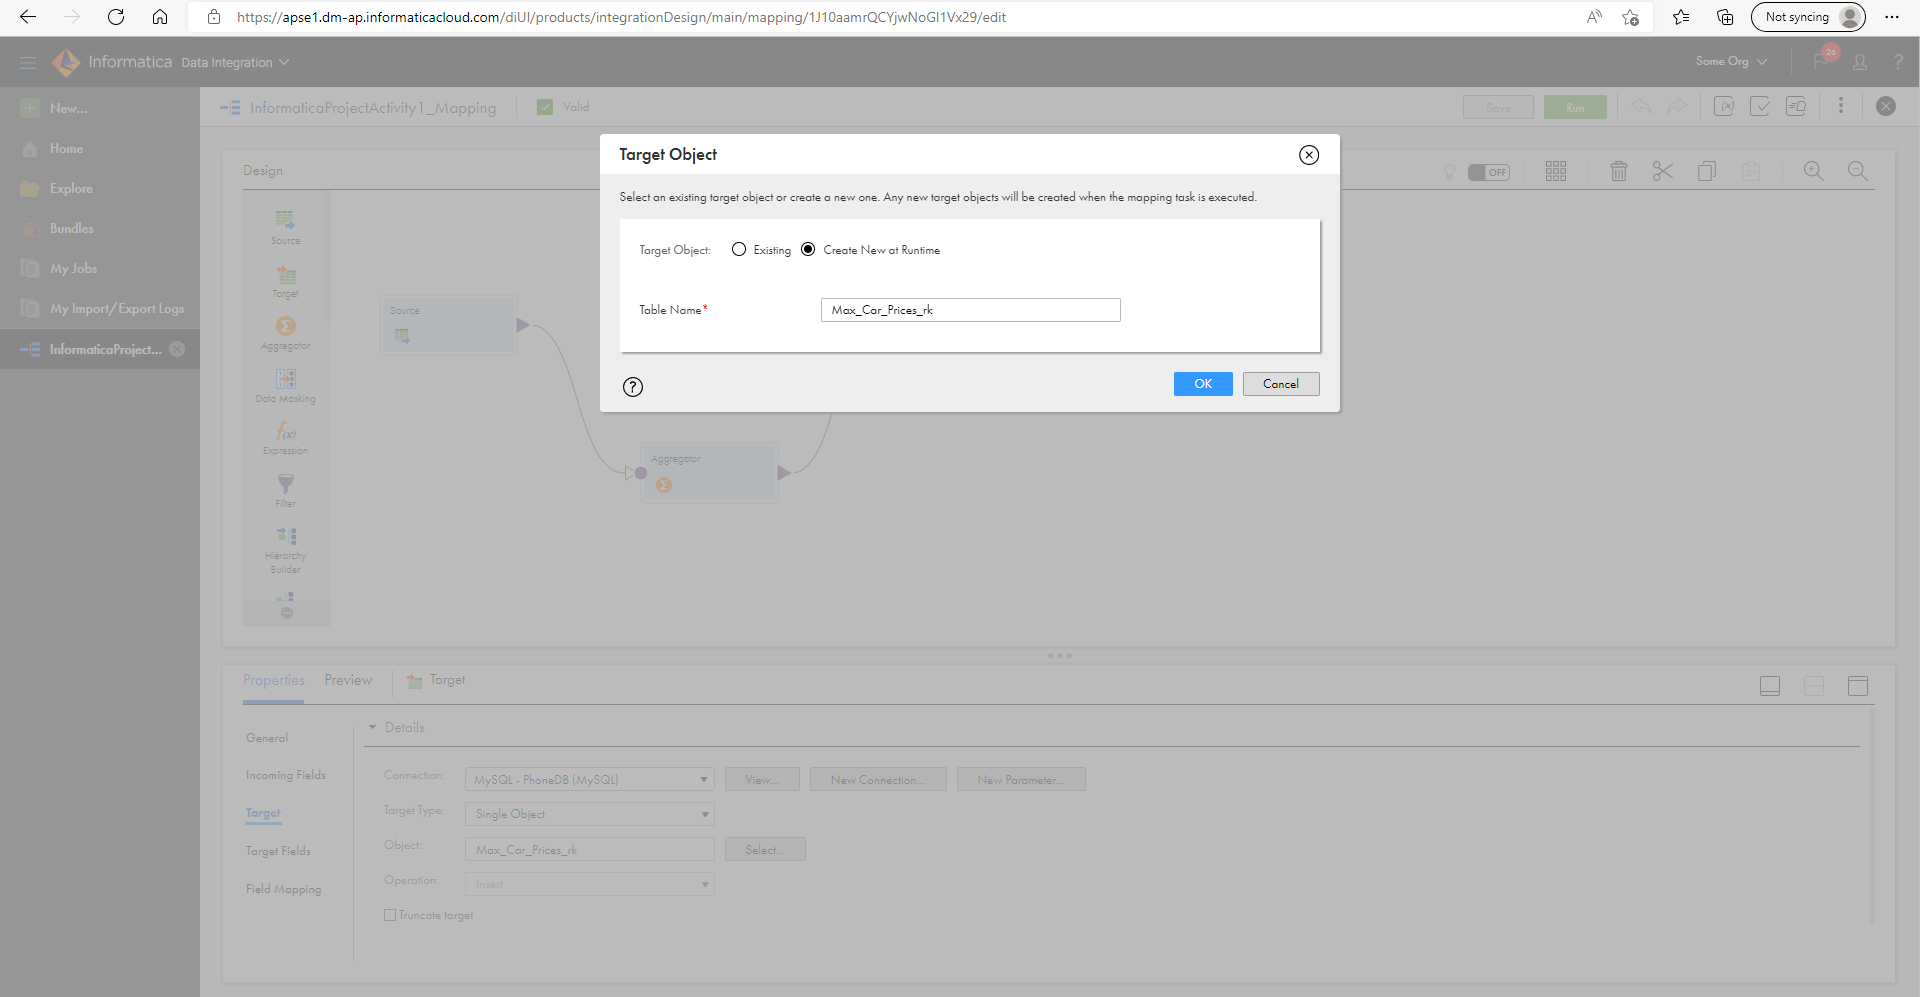 https://apse1.dm-ap.informaticacloud.com/diUI/products/integrationDesign/main/mapping/1J10aamrQCYjwNoGl1Vx29/edit
Not syncing
Informatica Data Integration
Some Org
26
?
New...
Home
Explore
Bundles
My Jobs
My Import/Export Logs
InformaticaProject...
InformaticaProjectActivity1_Mapping
Valid
Save
Run
Design
OFF
Source
Target
Aggregator
Data Masking
f(x)
Expression
Filter
Hierarchy
Builder
Source
Aggregator
Target Object
Select an existing target object or create a new one. Any new target objects will be created when the mapping task is executed.
Target Object: Existing Create New at Runtime
Table Name* Max_Car_Prices_rk
?
OK
Cancel
Properties
Preview
Target
General
Incoming Fields
Target
Target Fields
Field Mapping
Details
Connection: MySQL - PhoneDB (MySQL) View... New Connection... New Parameter...
Target Type: Single Object
Object: Max_Car_Prices_rk Select...
Operation: Insert
Truncate target